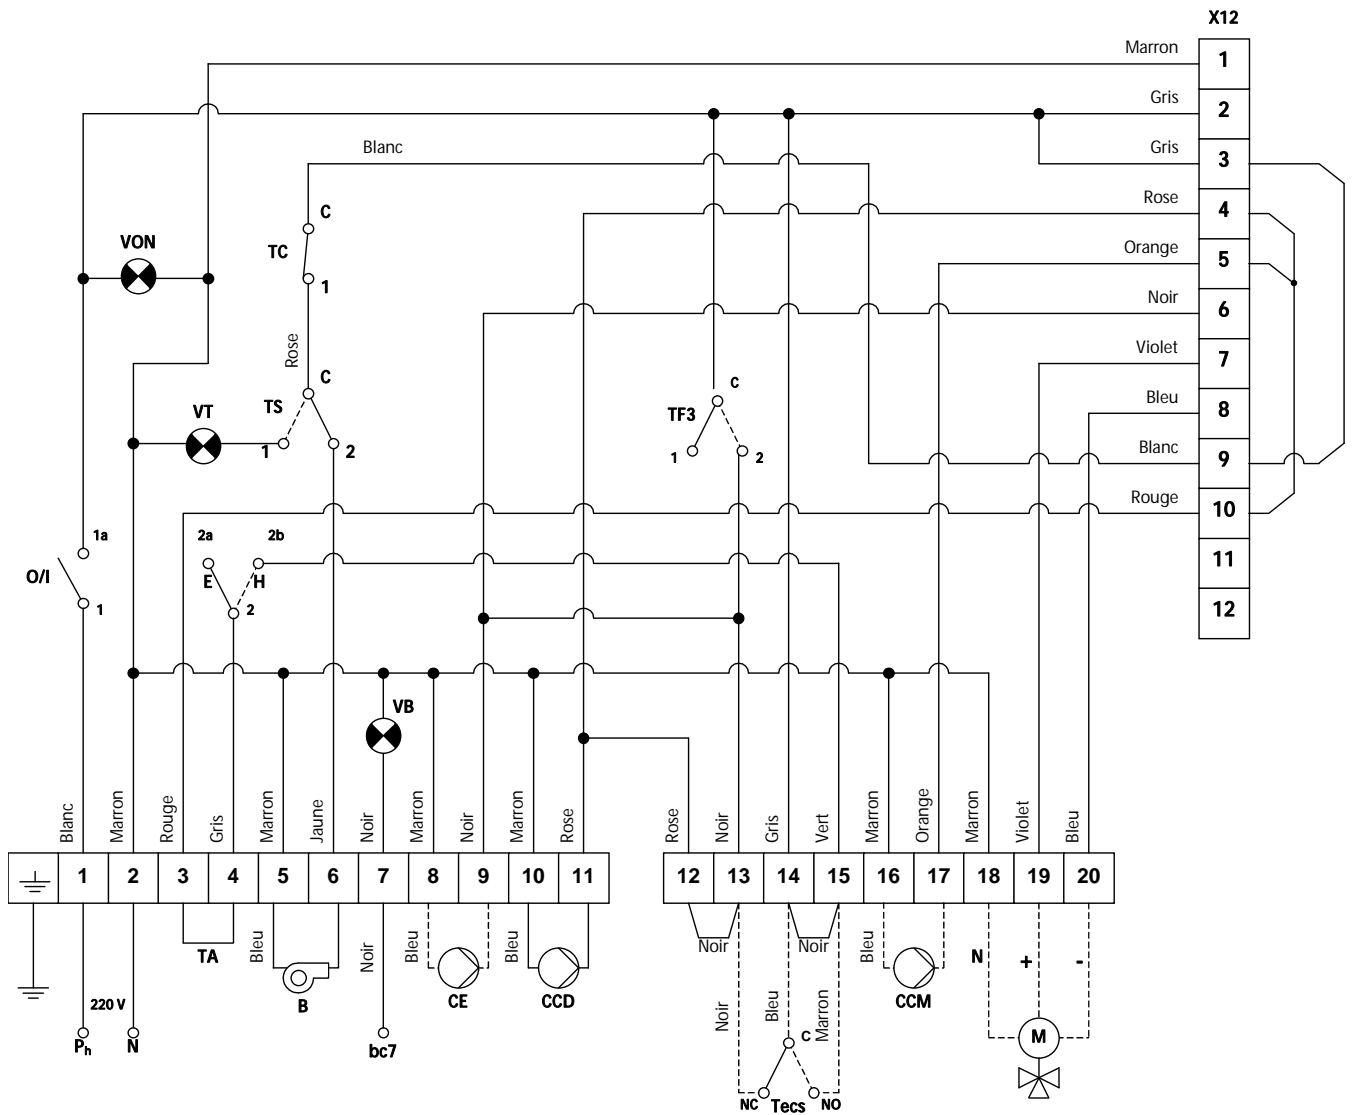 X12
Marron 1
Gris 2
Gris 3
Blanc
Rose 4
Orange 5
Noir 6
Violet 7
Bleu 8
Blanc 9
Rouge 10
11
12
VON
C
TC
1
Rose
C
TS
1 2
VT
C
TF3
1 2
1a
O/I
1
2a 2b
E H
2
VB
Blanc Marron Rouge Gris Marron Jaune Noir Marron Noir Marron Rose Rose Noir Gris Vert Marron Orange Marron Violet Bleu
1 2 3 4 5 6 7 8 9 10 11 12 13 14 15 16 17 18 19 20
TA
Bleu
B
Noir
Bleu
CE
Bleu
CCD
Noir Noir
Bleu
CCM
N + -
220 V
Ph N
bc7
Noir Bleu Marron
C
NC Tecs NO
M